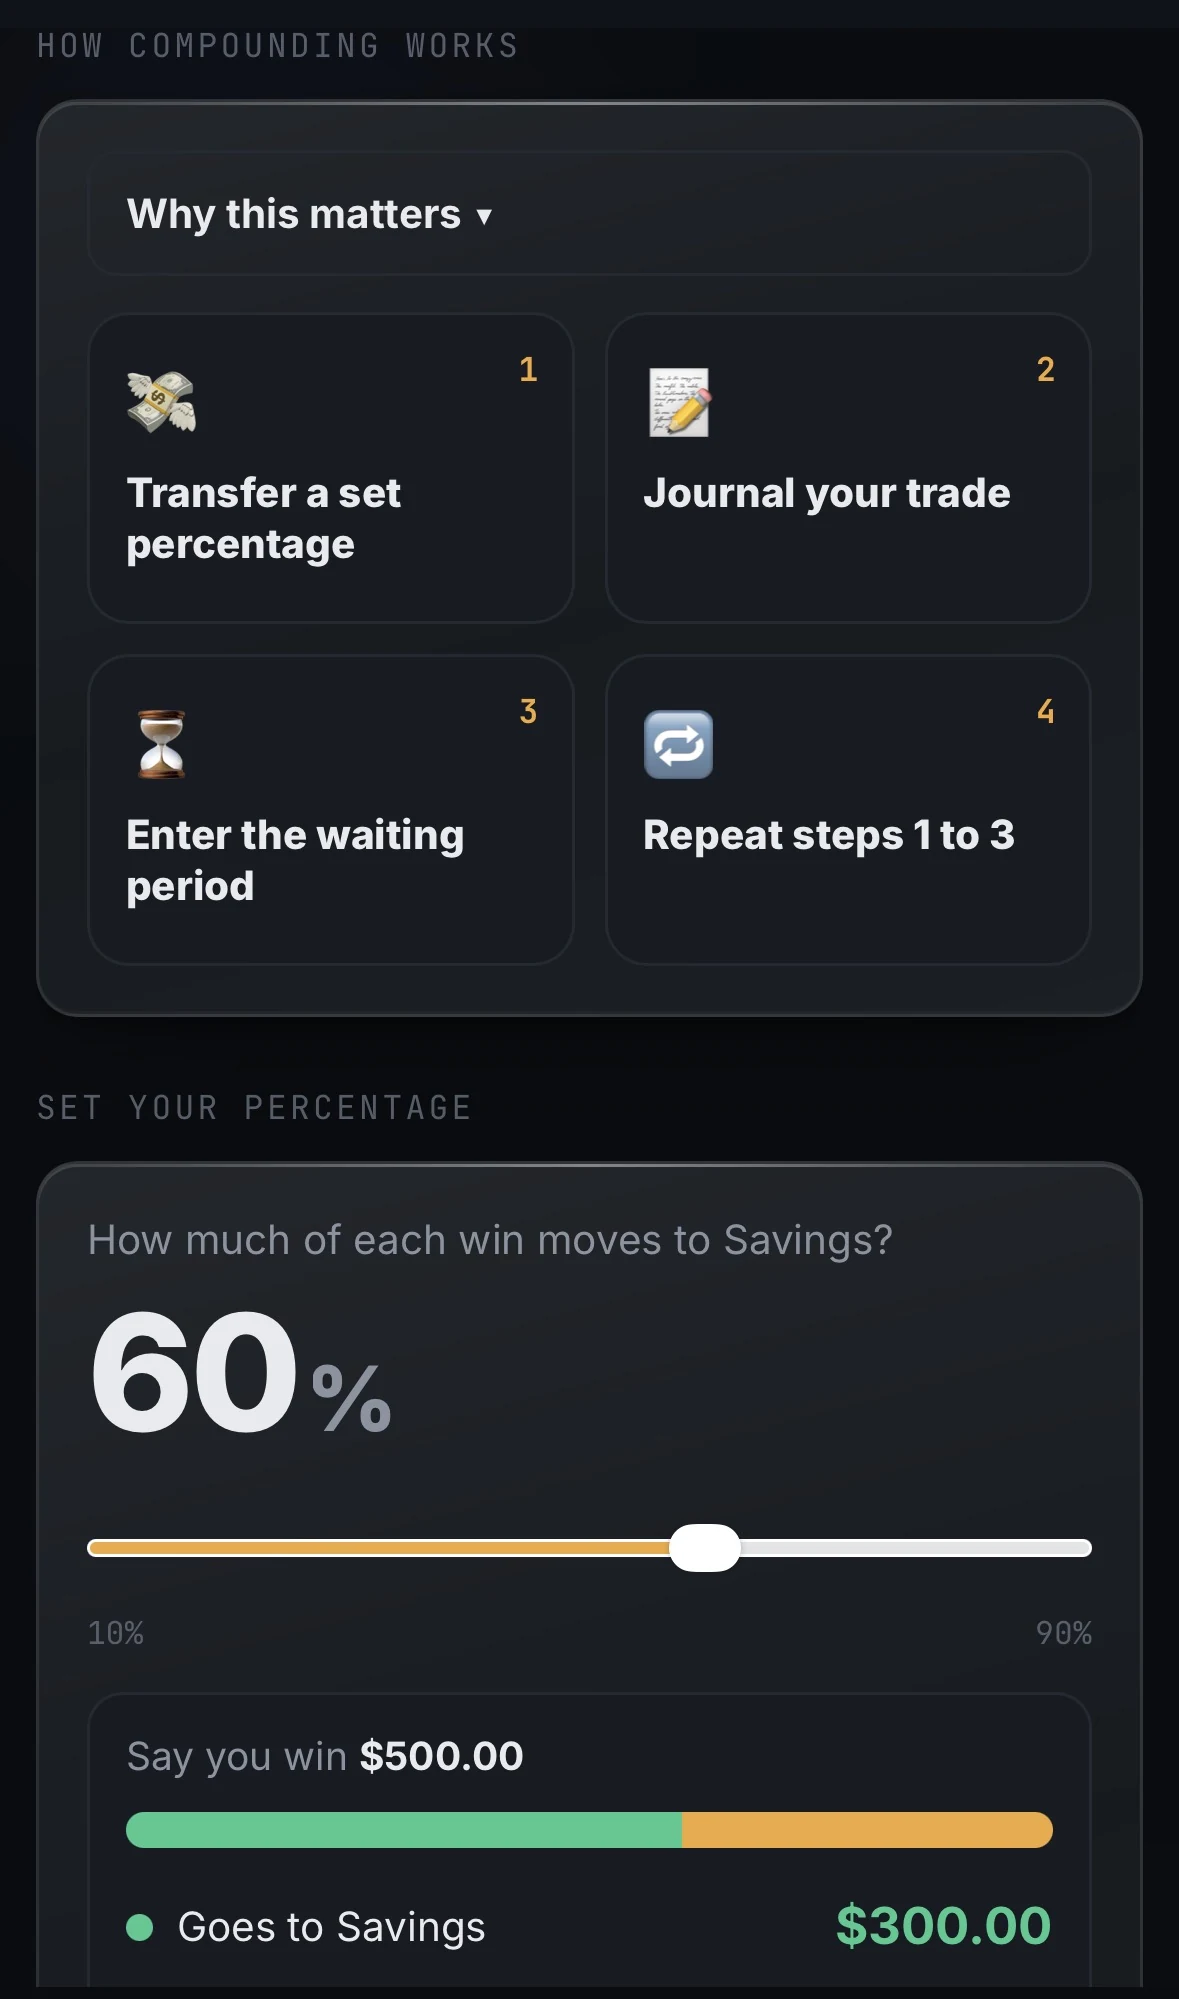 HOW COMPOUNDING WORKS
Why this matters ▾
1
Transfer a set
percentage
2
Journal your trade
3
Enter the waiting
period
4
Repeat steps 1 to 3
SET YOUR PERCENTAGE
How much of each win moves to Savings?
60%
10%
90%
Say you win $500.00
Goes to Savings
$300.00